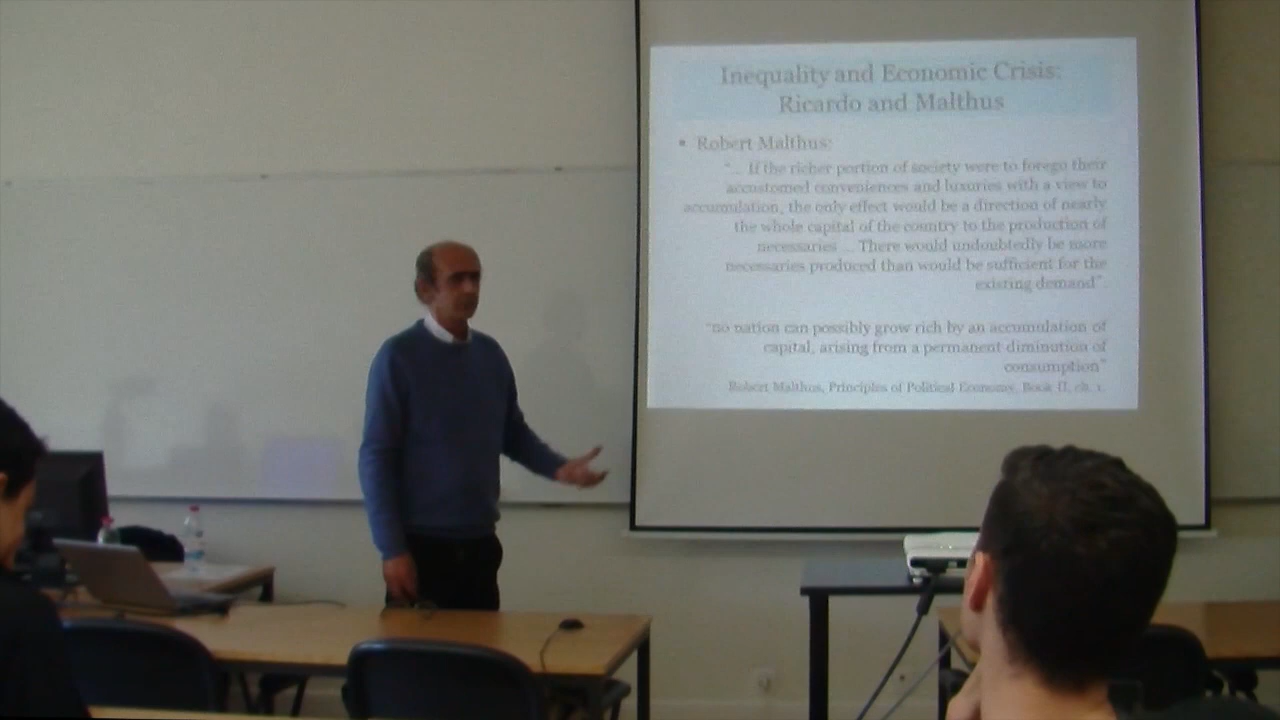 Inequality and Economic Crisis:
Ricardo and Malthus
▪ Robert Malthus:
"... If the richer portion of society were to forego their
accustomed conveniences and luxuries with a view to
accumulation, the only effect would be a direction of nearly
the whole capital of the country to the production of
necessaries ... There would undoubtedly be more
necessaries produced than would be sufficient for the
existing demand".
"no nation can possibly grow rich by an accumulation of
capital, arising from a permanent diminution of
consumption"
Robert Malthus, Principles of Political Economy, Book II, ch. 1.